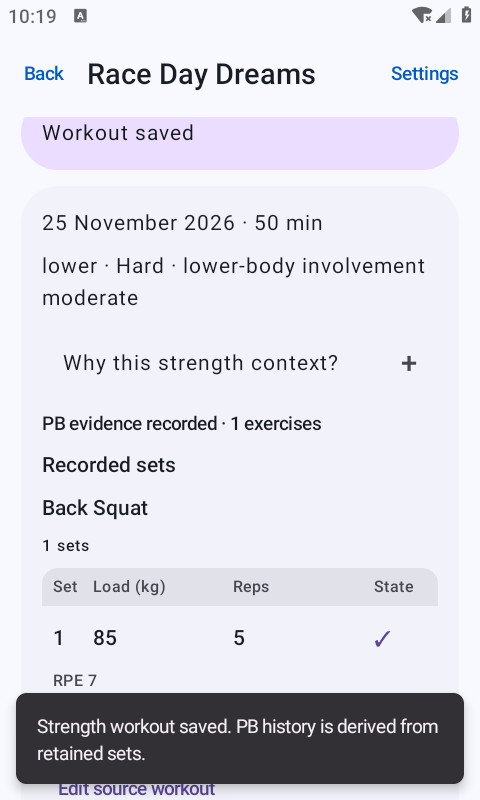 10:19 A
Back Race Day Dreams Settings
Workout saved
25 November 2026 · 50 min
lower · Hard · lower-body involvement
moderate
Why this strength context? +
PB evidence recorded · 1 exercises
Recorded sets
Back Squat
1 sets
Set Load (kg) Reps State
1 85 5 ✓
RPE 7
Strength workout saved. PB history is derived from
retained sets.
Edit source workout